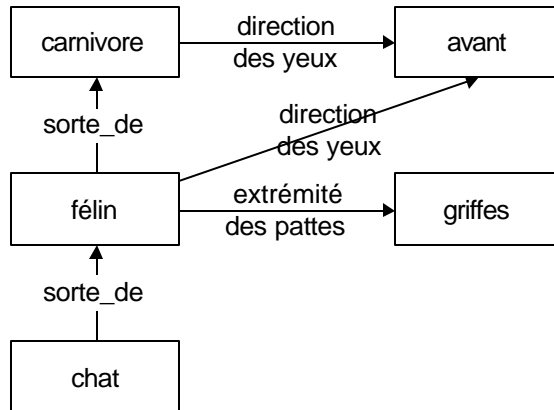 carnivore
direction
des yeux
avant
sorte_de
direction
des yeux
félin
extrémité
des pattes
griffes
sorte_de
chat